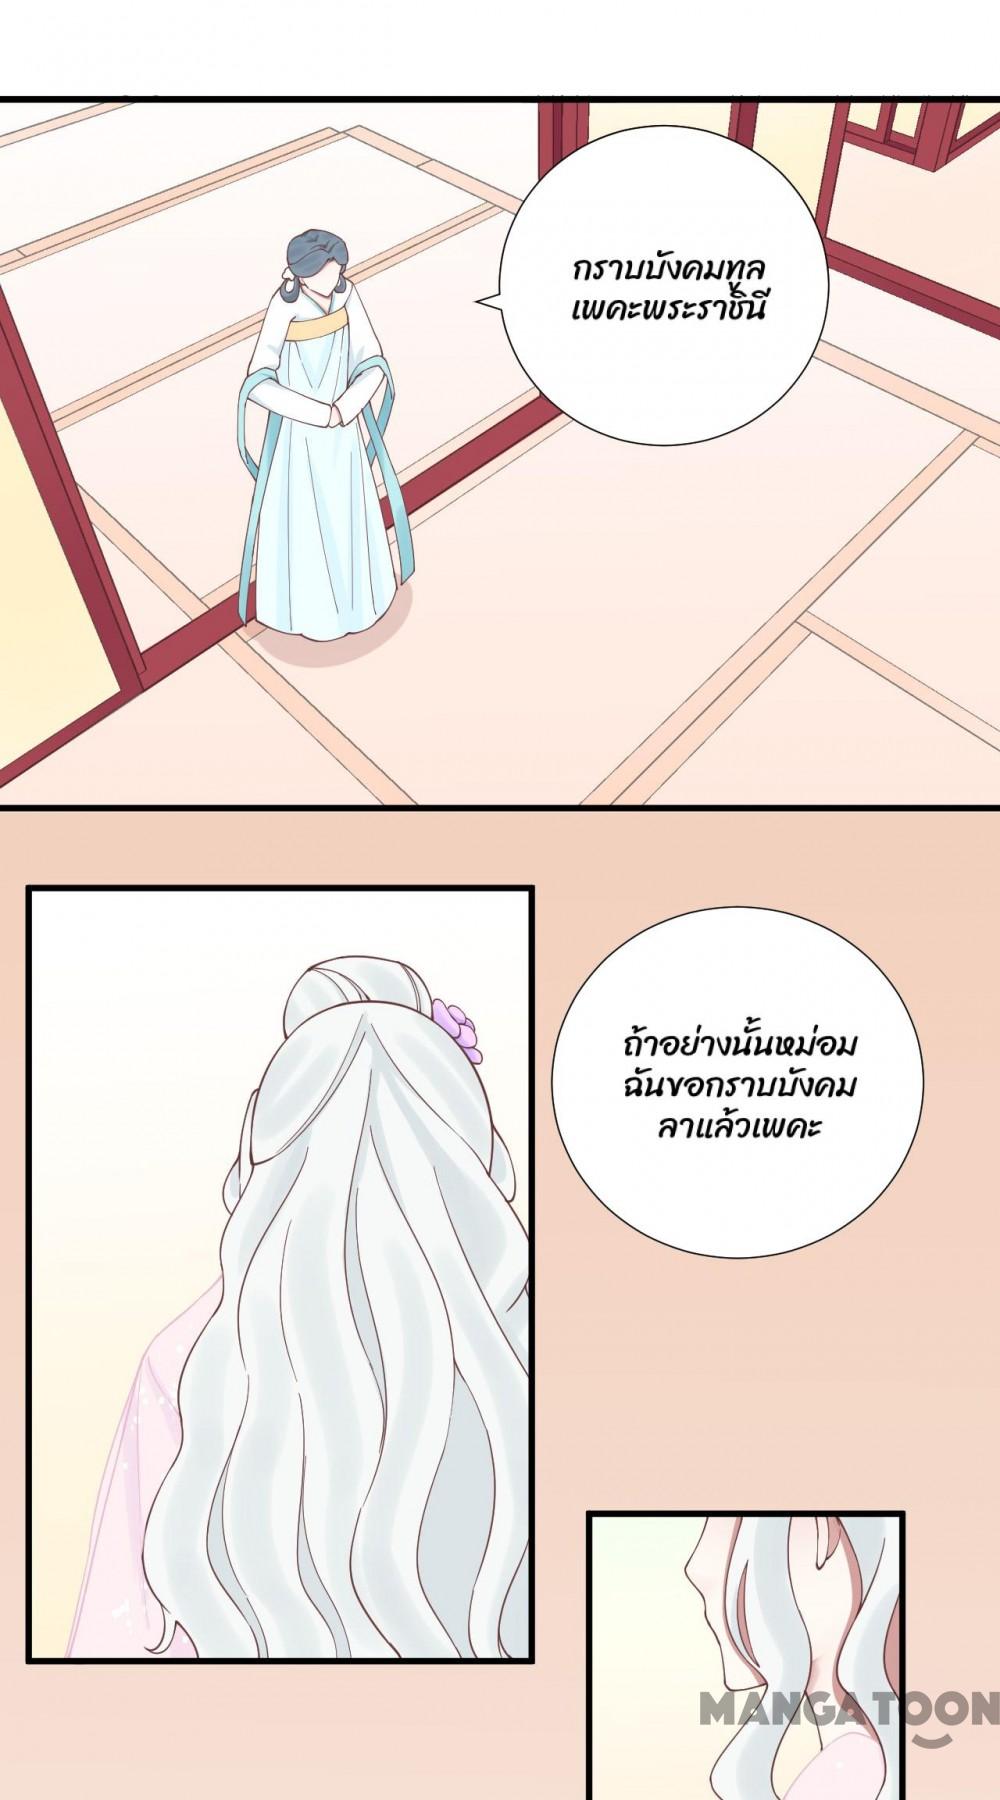 กราบบังคมทูล
เพคะพระราชินี
ถ้าอย่างนั้นหม่อม
ฉันขอกราบบังคม
ลาแล้วเพคะ
MANGATOON